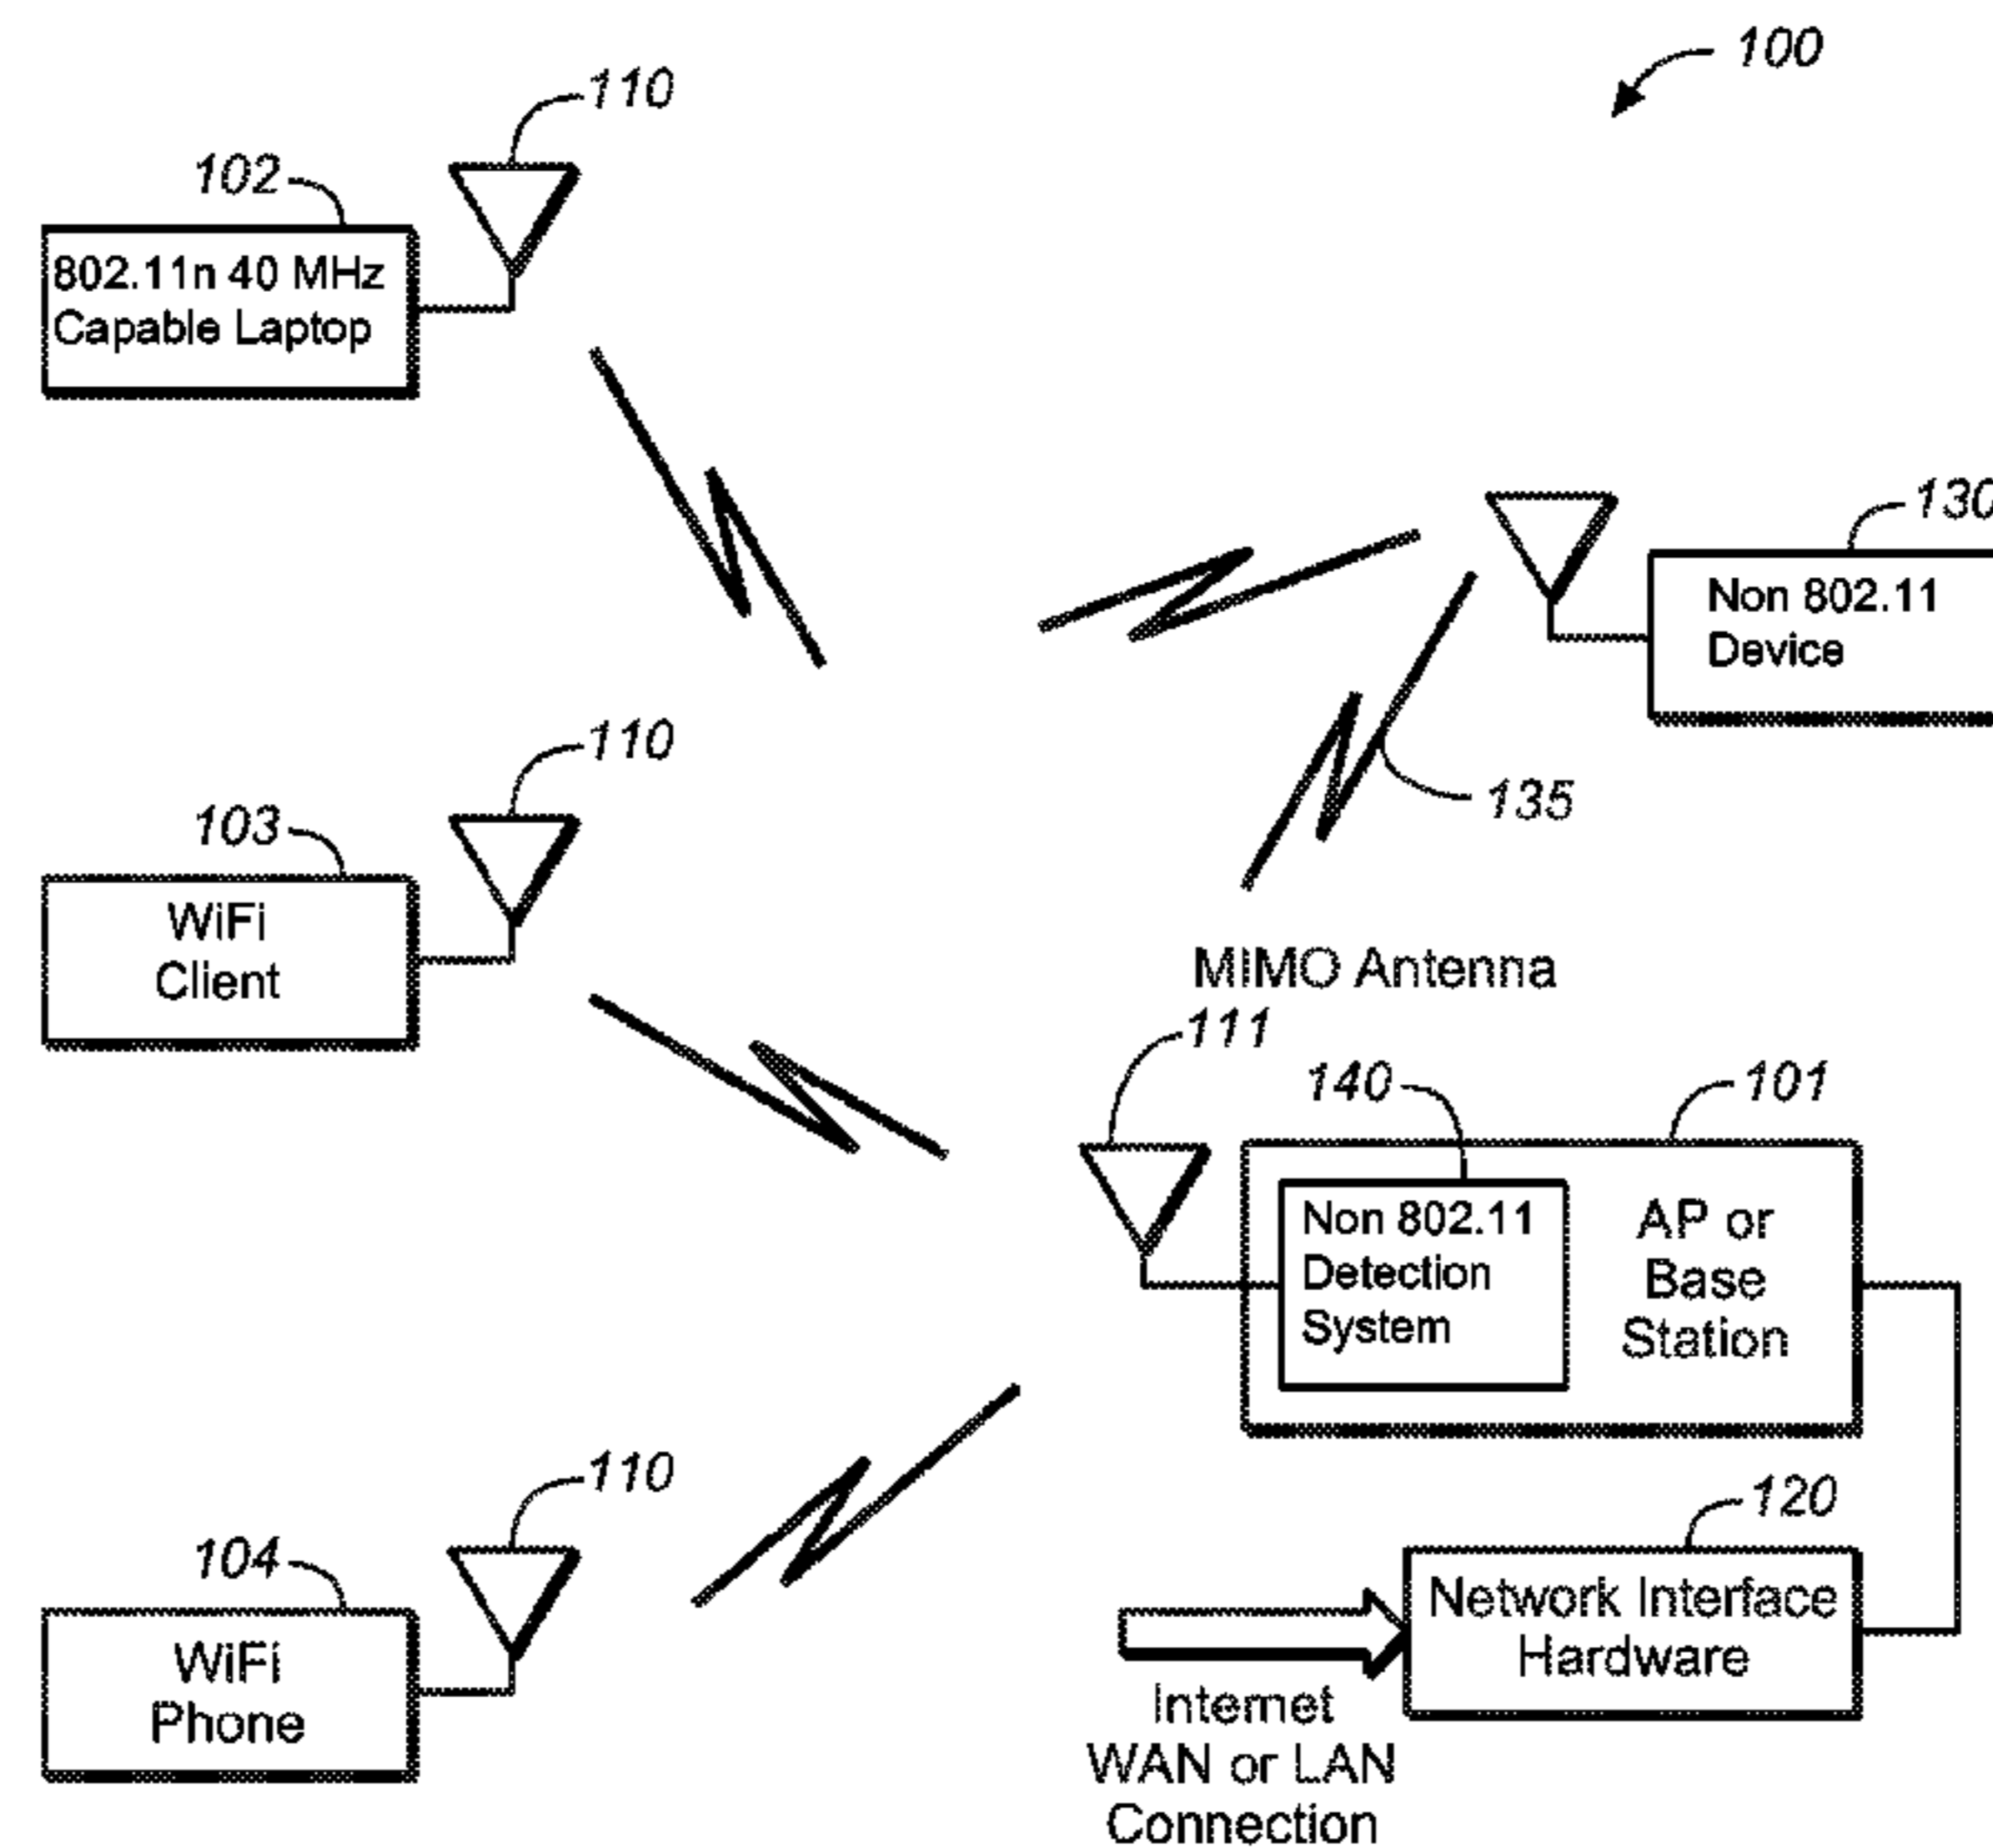 100
110
102
802.11n 40 MHz
Capable Laptop
130
Non 802.11
Device
135
110
103
WiFi
Client
MIMO Antenna
111
140
101
Non 802.11
Detection
System
AP or
Base
Station
110
104
WiFi
Phone
120
Network Interface
Hardware
Internet
WAN or LAN
Connection